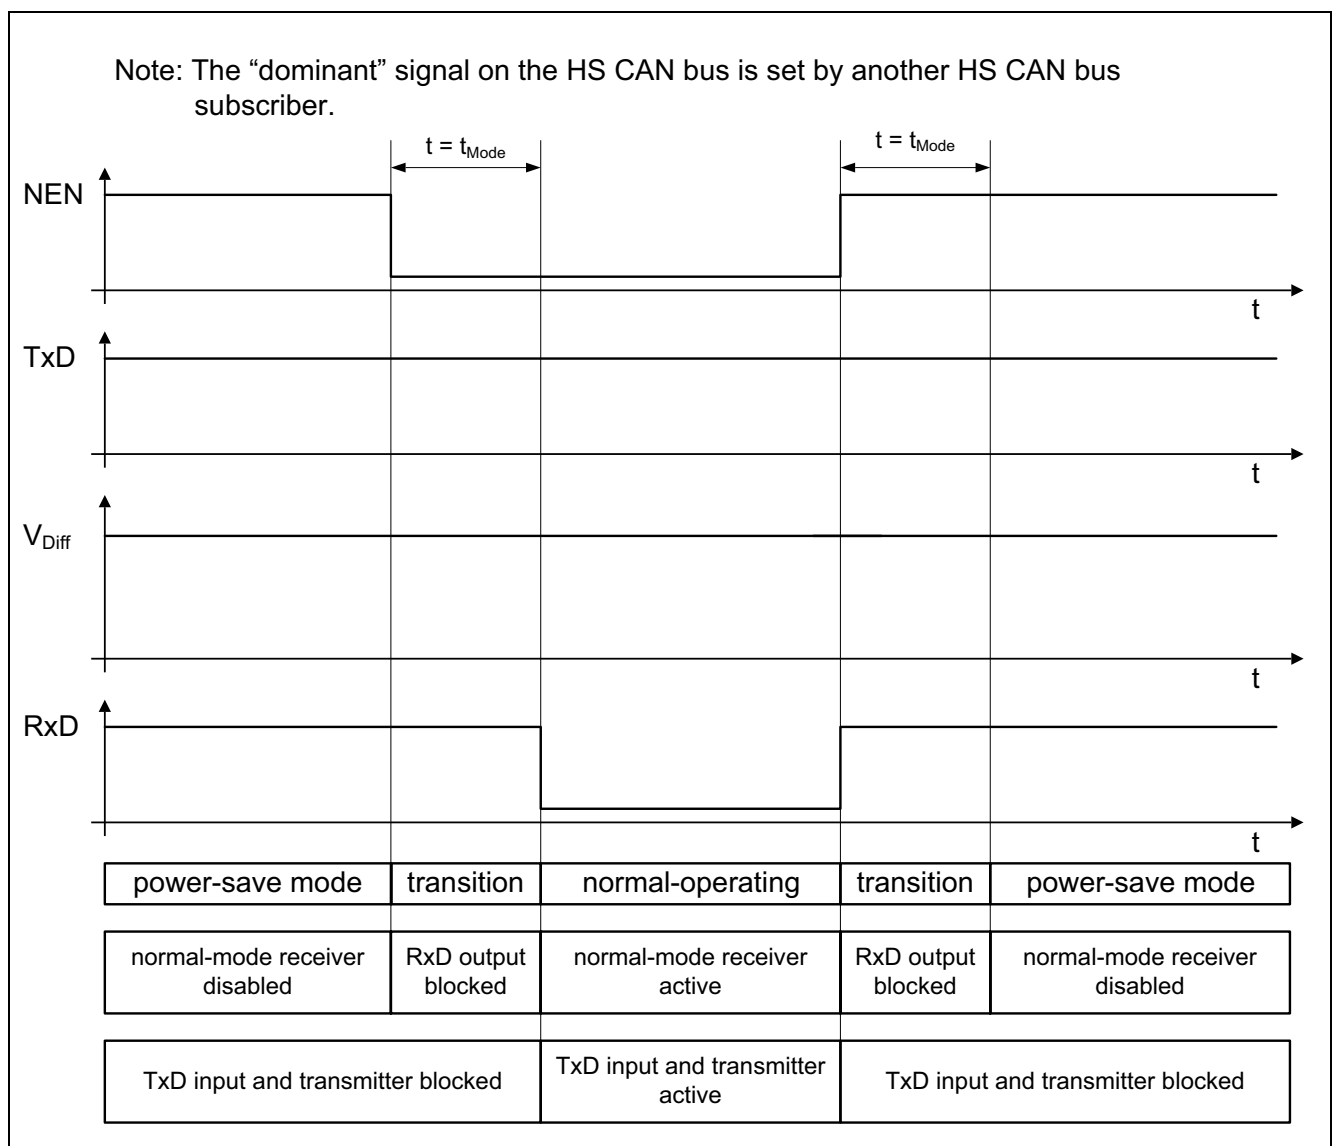 Note: The “dominant” signal on the HS CAN bus is set by another HS CAN bus
subscriber.
t = tMode
t = tMode
NEN
t
TxD
t
VDiff
t
RxD
t
power-save mode
transition
normal-operating
transition
power-save mode
normal-mode receiver
disabled
RxD output
blocked
normal-mode receiver
active
RxD output
blocked
normal-mode receiver
disabled
TxD input and transmitter blocked
TxD input and transmitter
active
TxD input and transmitter blocked